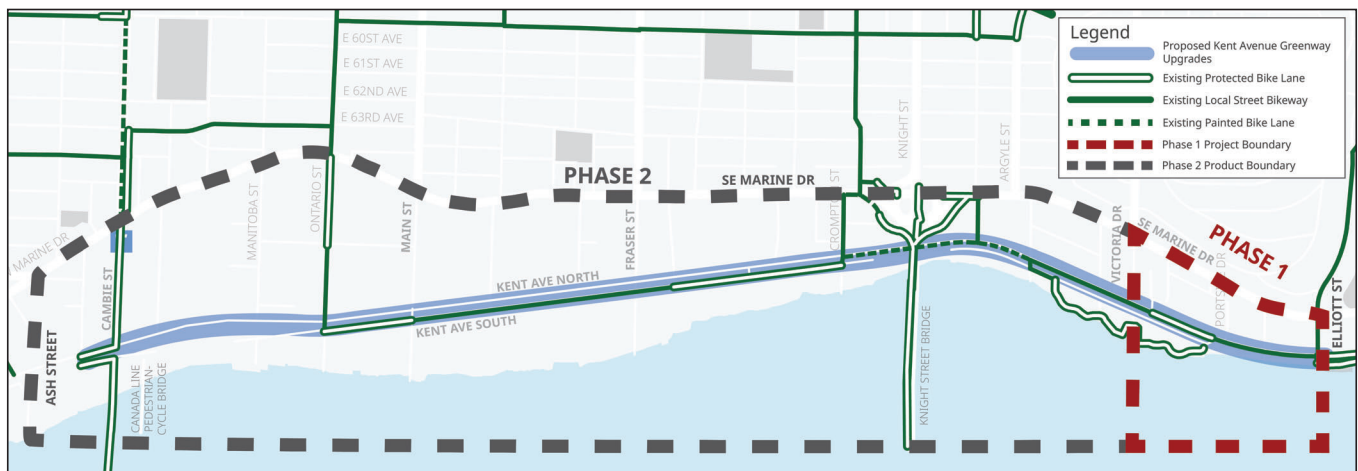 Legend
Proposed Kent Avenue Greenway
Upgrades
Existing Protected Bike Lane
Existing Local Street Bikeway
Existing Painted Bike Lane
Phase 1 Project Boundary
Phase 2 Product Boundary
E 60ST AVE
E 61ST AVE
E 62ND AVE
E 63RD AVE
KNIGHT ST
ARGYLE ST
PHASE 2
SE MARINE DR
MARINE DR
CAMBIE ST
MANITOBA ST
ONTARIO ST
MAIN ST
FRASER ST
CROMPTON ST
VICTORIA DR
SE MARINE DR
PHASE 1
ELLIOTT ST
KENT AVE NORTH
KENT AVE SOUTH
ASH STREET
CANADA LINE
PEDESTRIAN-
CYCLE BRIDGE
KNIGHT STREET BRIDGE